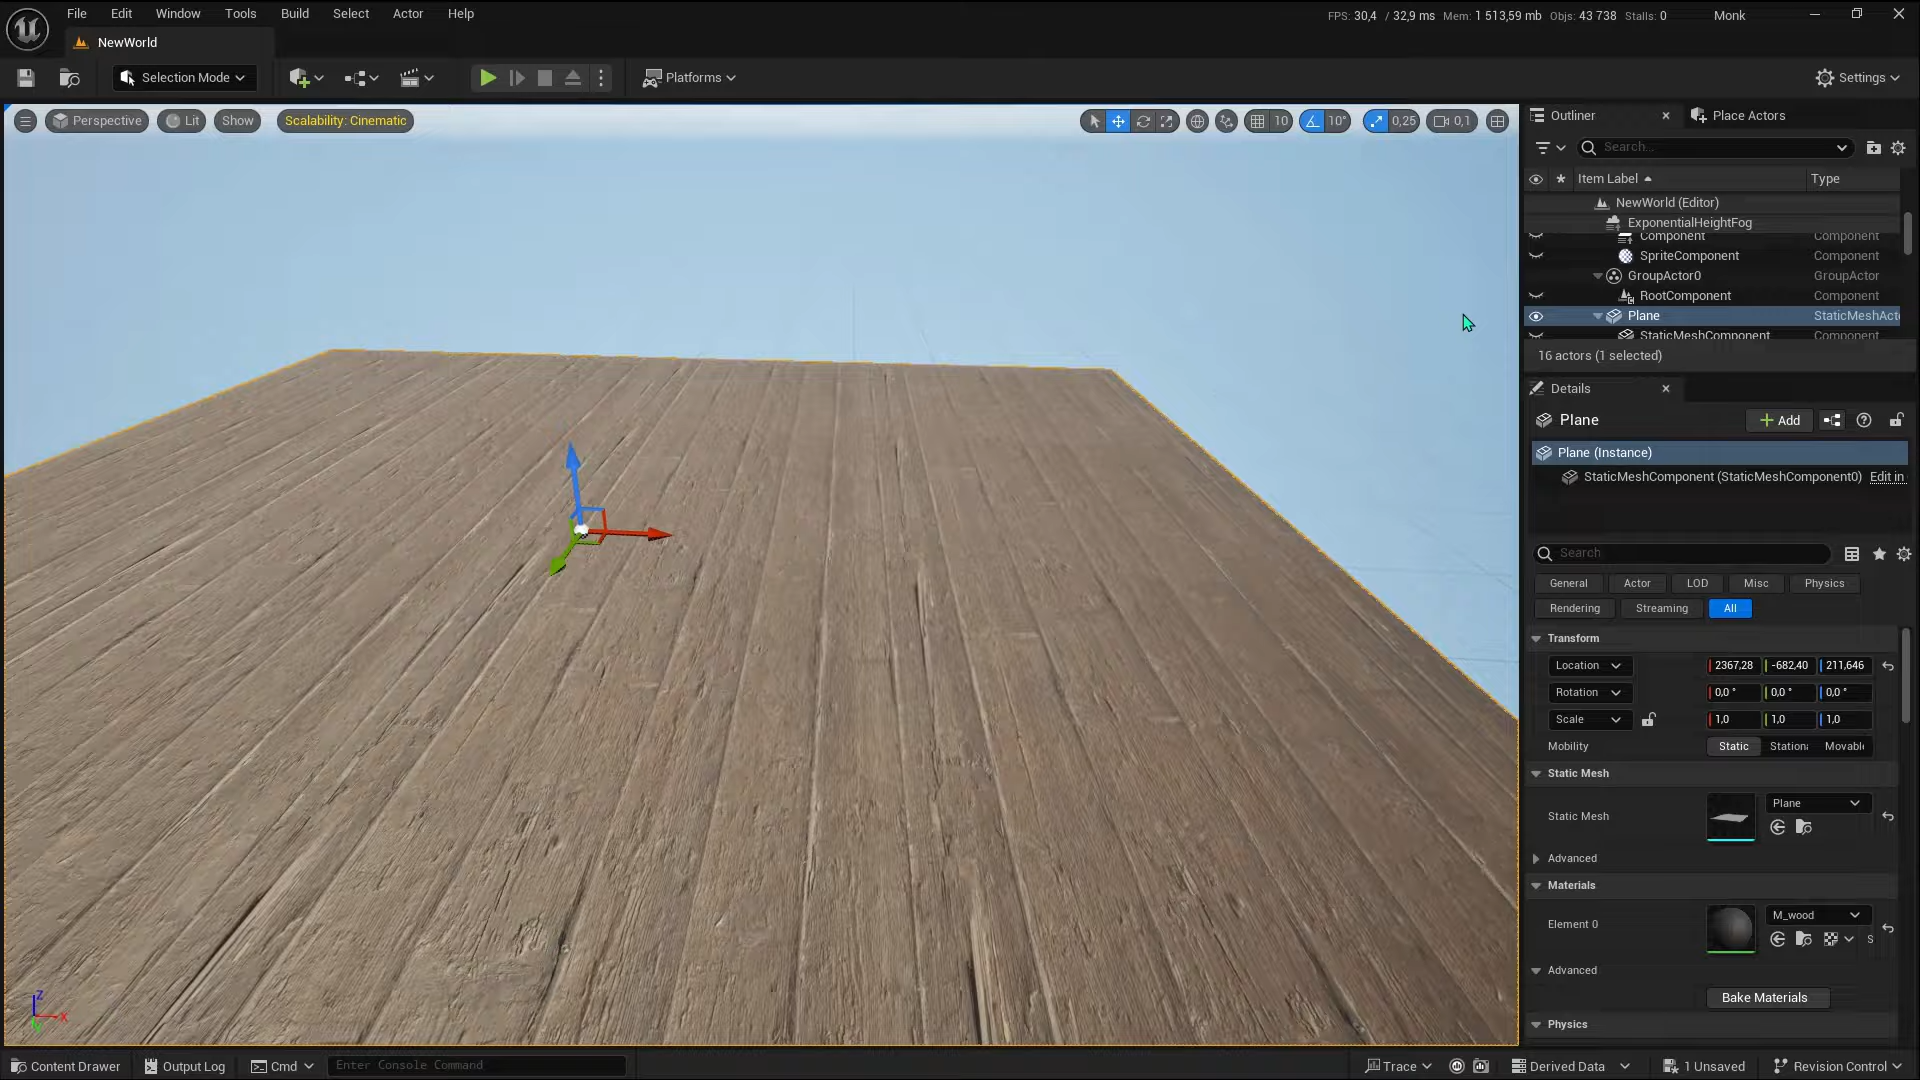 File Edit Window Tools Build Select Actor Help
FPS: 30,4 / 32,9 ms Mem: 1 513,59 mb Objs: 43 738 Stalls: 0 Monk
NewWorld
Selection Mode Platforms Settings
Perspective Lit Show Scalability: Cinematic 10 10° 0,25 0,1
Outliner Place Actors
Search...
Item Label Type
NewWorld (Editor)
ExponentialHeightFog
Component Component
SpriteComponent Component
GroupActor0 GroupActor
RootComponent Component
Plane StaticMeshActo
StaticMeshComponent Component
16 actors (1 selected)
Details
Plane Add
Plane (Instance)
StaticMeshComponent (StaticMeshComponent0) Edit in
Search
General Actor LOD Misc Physics
Rendering Streaming All
Transform
Location 2367,28 -682,40 211,646
Rotation 0,0 ° 0,0 ° 0,0 °
Scale 1,0 1,0 1,0
Mobility Static Station Movabl
Static Mesh
Static Mesh Plane
Advanced
Materials
Element 0 M_wood
S
Advanced
Bake Materials
Physics
Z
X
Y
Content Drawer Output Log Cmd Enter Console Command Trace Derived Data 1 Unsaved Revision Control